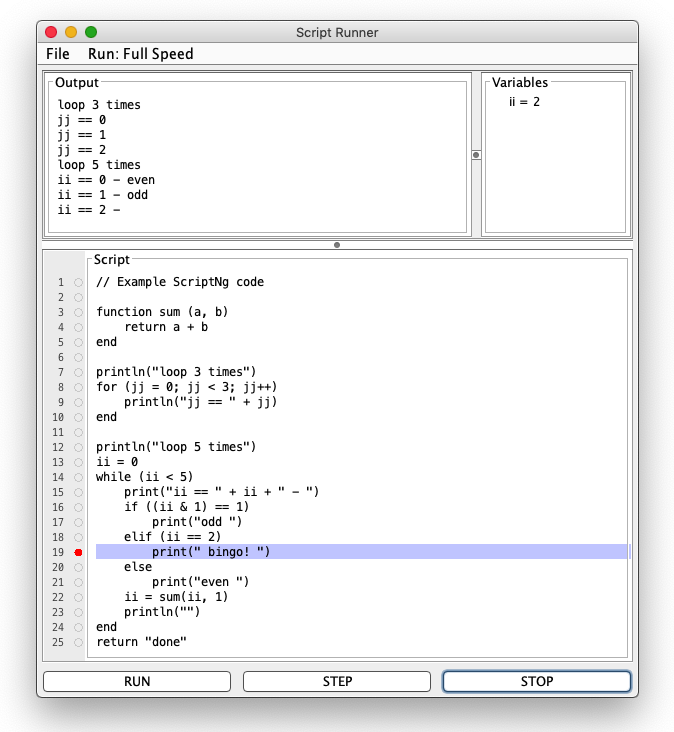 Script Runner
File Run: Full Speed
Output
loop 3 times
jj == 0
jj == 1
jj == 2
loop 5 times
ii == 0 - even
ii == 1 - odd
ii == 2 -
Variables
ii = 2
Script
1 // Example ScriptNg code
2
3 function sum (a, b)
4     return a + b
5 end
6
7 println("loop 3 times")
8 for (jj = 0; jj < 3; jj++)
9     println("jj == " + jj)
10 end
11
12 println("loop 5 times")
13 ii = 0
14 while (ii < 5)
15     print("ii == " + ii + " - ")
16     if ((ii & 1) == 1)
17         print("odd ")
18     elif (ii == 2)
19         print(" bingo! ")
20     else
21         print("even ")
22     ii = sum(ii, 1)
23     println("")
24 end
25 return "done"
RUN STEP STOP